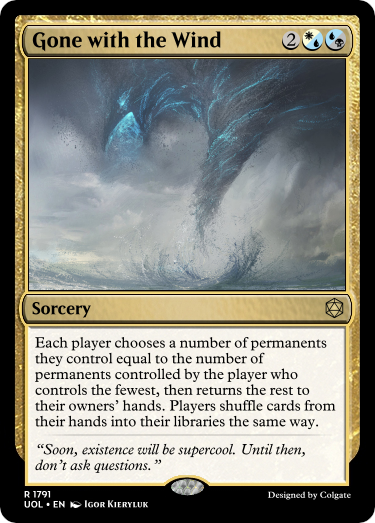 Gone with the Wind 2
Sorcery
Each player chooses a number of permanents
they control equal to the number of
permanents controlled by the player who
controls the fewest, then returns the rest to
their owners’ hands. Players shuffle cards from
their hands into their libraries the same way.
“Soon, existence will be supercool. Until then,
don’t ask questions.”
R 1791
UOL • EN Igor Kieryluk
Designed by Colgate